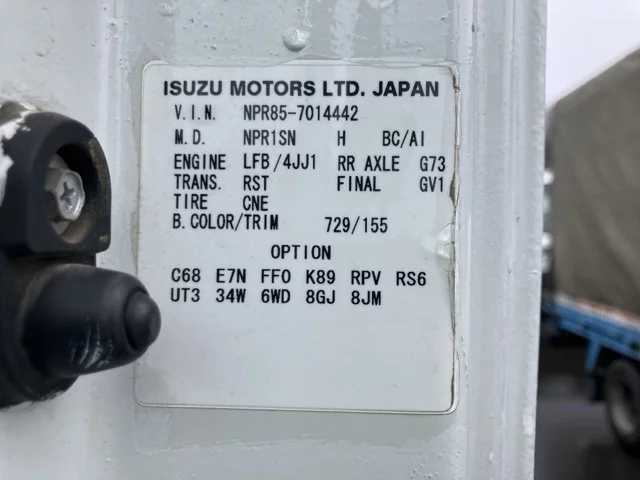 ISUZU MOTORS LTD. JAPAN
V.I.N. NPR85-7014442
M.D. NPR1SN H BC/AI
ENGINE LFB/4JJ1 RR AXLE G73
TRANS. RST FINAL GV1
TIRE CNE
B.COLOR/TRIM 729/155
OPTION
C68 E7N FF0 K89 RPV RS6
UT3 34W 6WD 8GJ 8JM